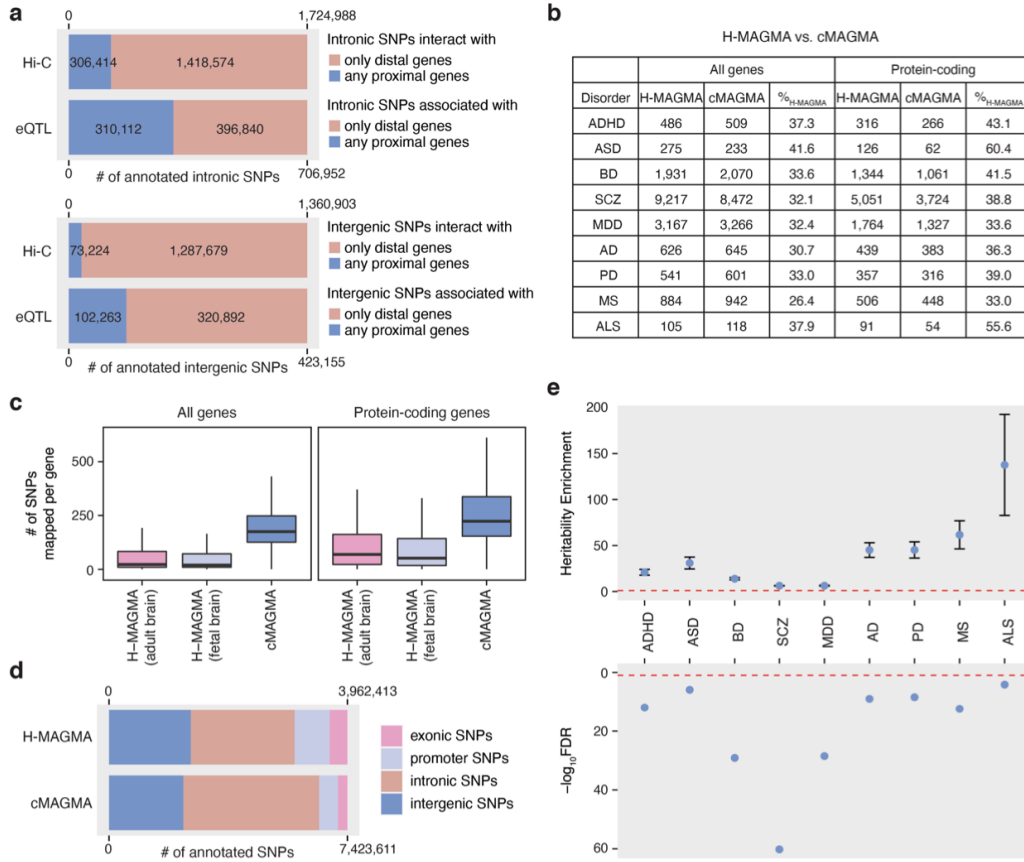 a
0 1,724,988
Hi-C 306,414 1,418,574
Intronic SNPs interact with
only distal genes
any proximal genes
eQTL 310,112 396,840
Intronic SNPs associated with
only distal genes
any proximal genes
0 # of annotated intronic SNPs 706,952
0 1,360,903
Hi-C 73,224 1,287,679
Intergenic SNPs interact with
only distal genes
any proximal genes
eQTL 102,263 320,892
Intergenic SNPs associated with
only distal genes
any proximal genes
0 # of annotated intergenic SNPs 423,155
b
H-MAGMA vs. cMAGMA
All genes Protein-coding
Disorder H-MAGMA cMAGMA %H-MAGMA H-MAGMA cMAGMA %H-MAGMA
ADHD 486 509 37.3 316 266 43.1
ASD 275 233 41.6 126 62 60.4
BD 1,931 2,070 33.6 1,344 1,061 41.5
SCZ 9,217 8,472 32.1 5,051 3,724 38.8
MDD 3,167 3,266 32.4 1,764 1,327 33.6
AD 626 645 30.7 439 383 36.3
PD 541 601 33.0 357 316 39.0
MS 884 942 26.4 506 448 33.0
ALS 105 118 37.9 91 54 55.6
c
All genes Protein-coding genes
# of SNPs
mapped per gene
500
250
0
H-MAGMA
(adult brain)
H-MAGMA
(fetal brain)
cMAGMA
H-MAGMA
(adult brain)
H-MAGMA
(fetal brain)
cMAGMA
d
0 3,962,413
H-MAGMA
cMAGMA
exonic SNPs
promoter SNPs
intronic SNPs
intergenic SNPs
0 # of annotated SNPs 7,423,611
e
Heritability Enrichment
200
150
100
50
0
ADHD ASD BD SCZ MDD AD PD MS ALS
-log10FDR
0
20
40
60